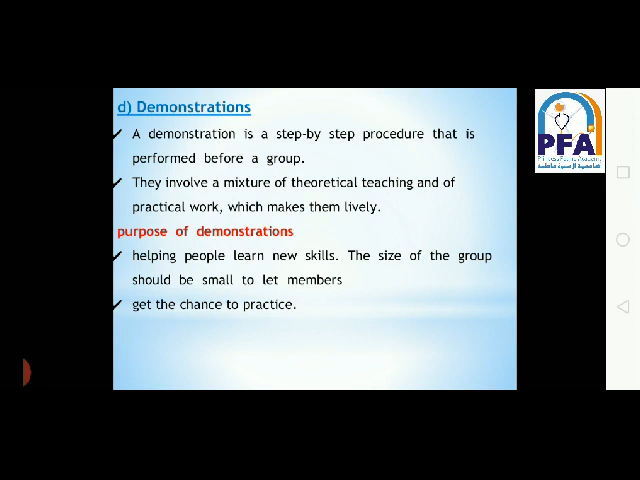 d) Demonstrations
✓ A demonstration is a step-by step procedure that is
performed before a group.
✓ They involve a mixture of theoretical teaching and of
practical work, which makes them lively.
purpose of demonstrations
✓ helping people learn new skills. The size of the group
should be small to let members
✓ get the chance to practice.
PFA